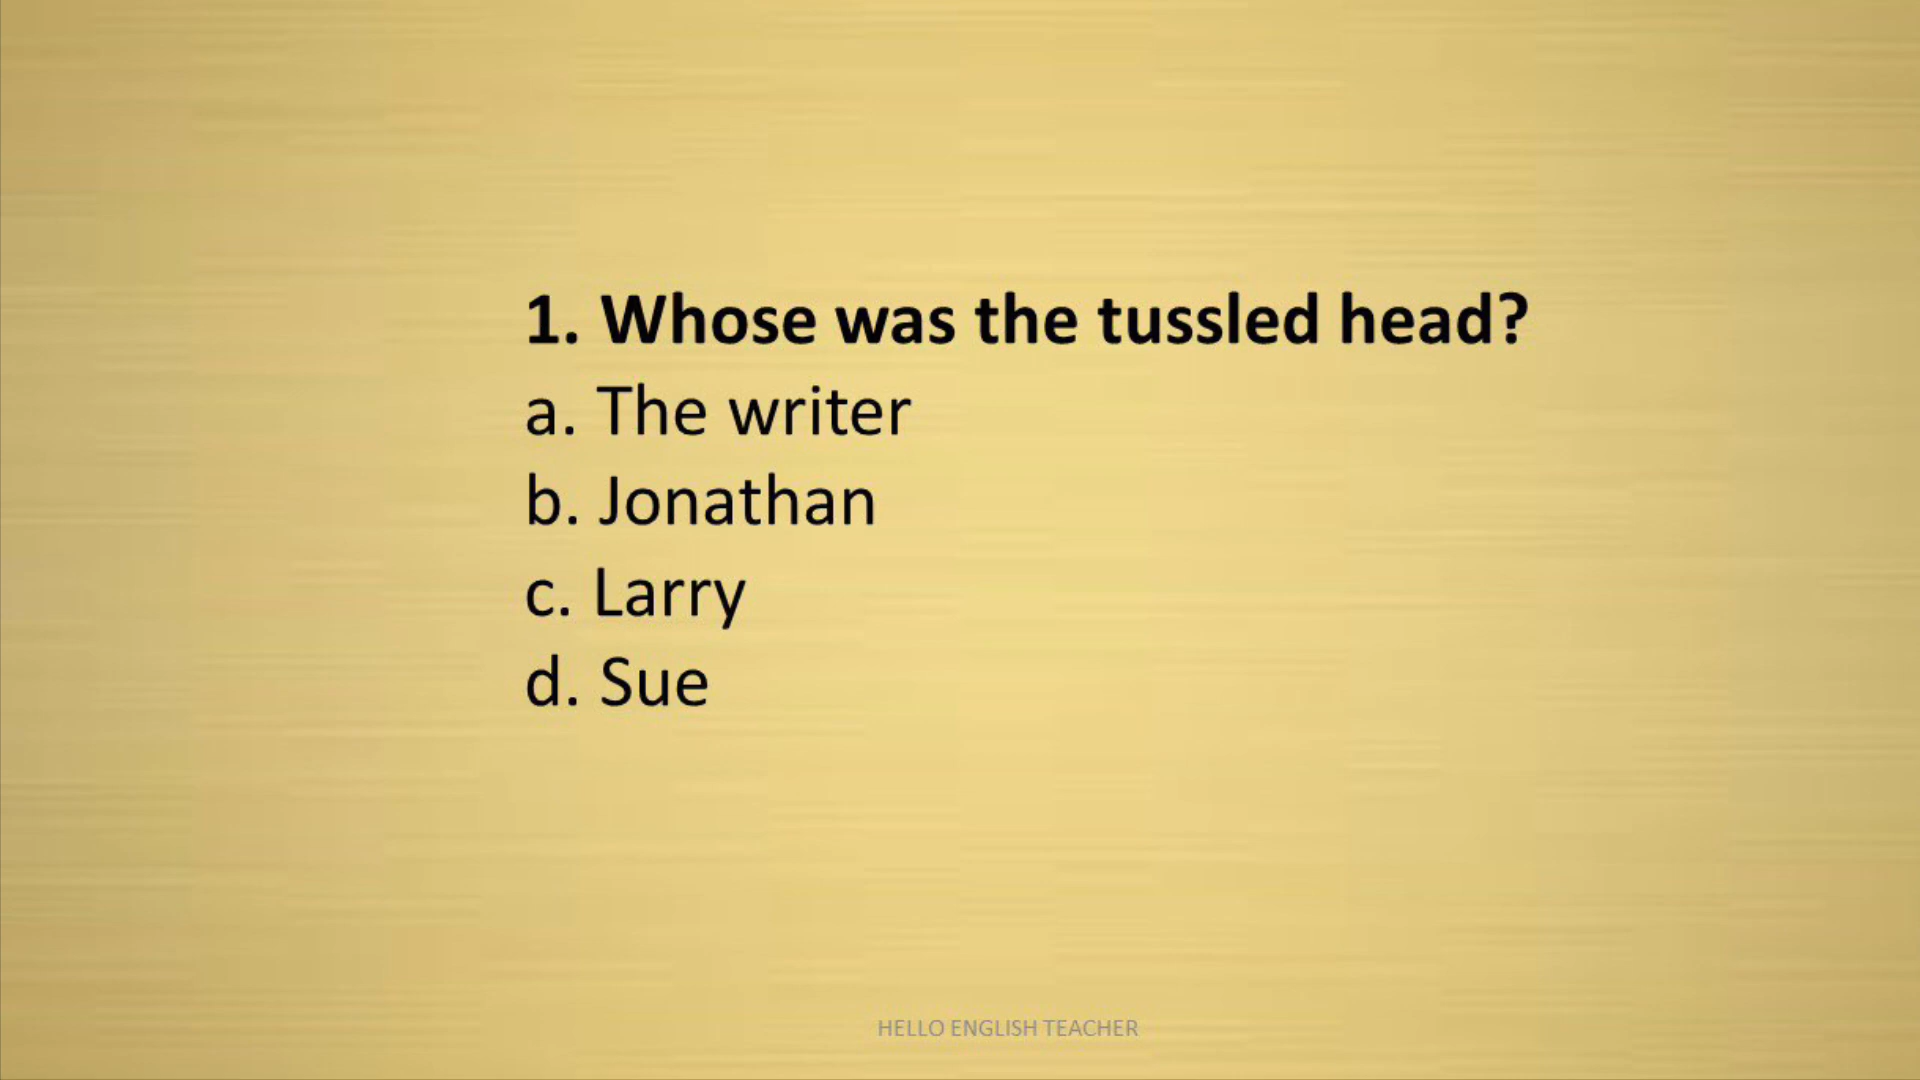 1. Whose was the tussled head?
a. The writer
b. Jonathan
c. Larry
d. Sue
HELLO ENGLISH TEACHER